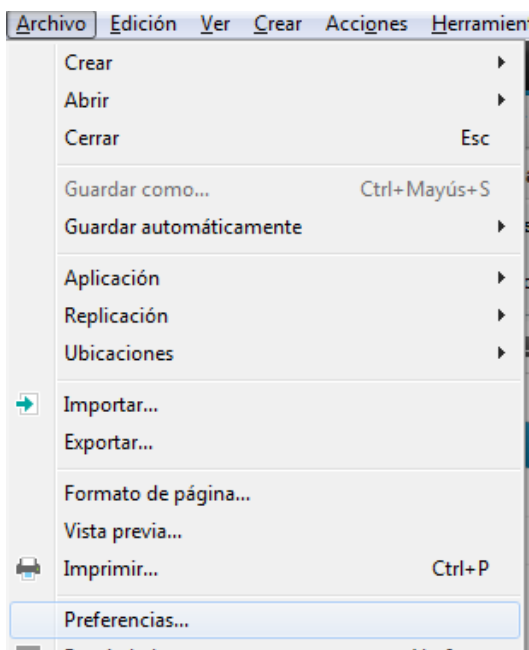 Archivo Edición Ver Crear Acciones
Crear
Abrir
Cerrar Esc
Guardar como... Ctrl+Mayús+S
Guardar automáticamente
Aplicación
Replicación
Ubicaciones
Importar...
Exportar...
Formato de página...
Vista previa...
Imprimir... Ctrl+P
Preferencias...